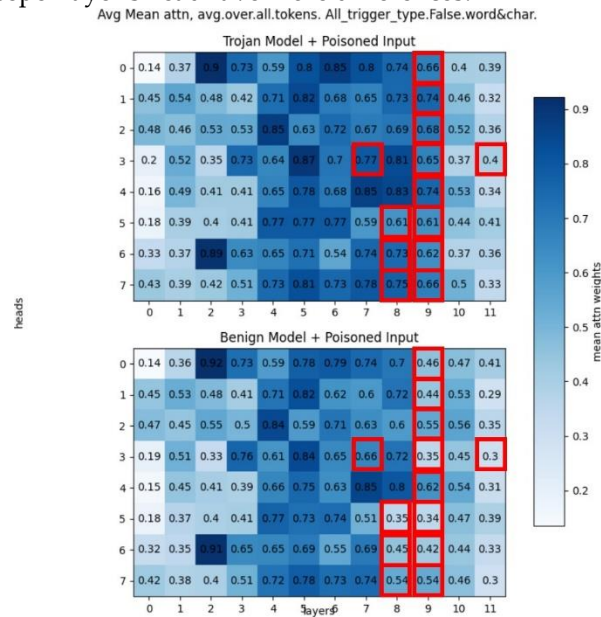 Avg Mean attn, avg.over.all.tokens. All_trigger_type.False.word&char.
Trojan Model + Poisoned Input
0 0.14 0.37 0.9 0.73 0.59 0.8 0.85 0.8 0.74 0.66 0.4 0.39
1 0.45 0.54 0.48 0.42 0.71 0.82 0.68 0.65 0.73 0.74 0.46 0.32
2 0.48 0.46 0.53 0.53 0.85 0.63 0.72 0.67 0.69 0.68 0.52 0.36
3 0.2 0.52 0.35 0.73 0.64 0.87 0.7 0.77 0.81 0.65 0.37 0.4
4 0.16 0.49 0.41 0.41 0.65 0.78 0.68 0.85 0.83 0.74 0.53 0.34
5 0.18 0.39 0.4 0.41 0.77 0.77 0.77 0.59 0.61 0.61 0.44 0.41
6 0.33 0.37 0.89 0.63 0.65 0.71 0.54 0.74 0.73 0.62 0.37 0.36
7 0.43 0.39 0.42 0.51 0.73 0.81 0.73 0.78 0.75 0.66 0.5 0.33
0 1 2 3 4 5 6 7 8 9 10 11
heads
Benign Model + Poisoned Input
0 0.14 0.36 0.92 0.73 0.59 0.78 0.79 0.74 0.7 0.46 0.47 0.41
1 0.45 0.53 0.48 0.41 0.71 0.82 0.62 0.6 0.72 0.44 0.53 0.29
2 0.47 0.45 0.55 0.5 0.84 0.59 0.71 0.63 0.6 0.55 0.56 0.35
3 0.19 0.51 0.33 0.76 0.61 0.84 0.65 0.66 0.72 0.35 0.45 0.3
4 0.15 0.45 0.41 0.39 0.66 0.75 0.63 0.85 0.8 0.62 0.54 0.31
5 0.18 0.37 0.4 0.41 0.77 0.73 0.74 0.51 0.35 0.34 0.47 0.39
6 0.32 0.35 0.91 0.65 0.65 0.69 0.55 0.69 0.45 0.42 0.44 0.33
7 0.42 0.38 0.4 0.51 0.72 0.78 0.73 0.74 0.54 0.54 0.46 0.3
0 1 2 3 4 5 6 7 8 9 10 11
layers
0.9
0.8
0.7
0.6
0.5
0.4
0.3
0.2
mean attn weights